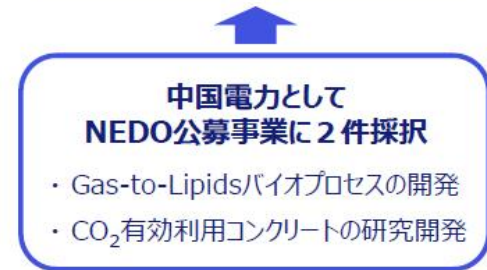 中国電力として
NEDO公募事業に2件採択
・Gas-to-Lipidsバイオプロセスの開発
・CO₂有効利用コンクリートの研究開発